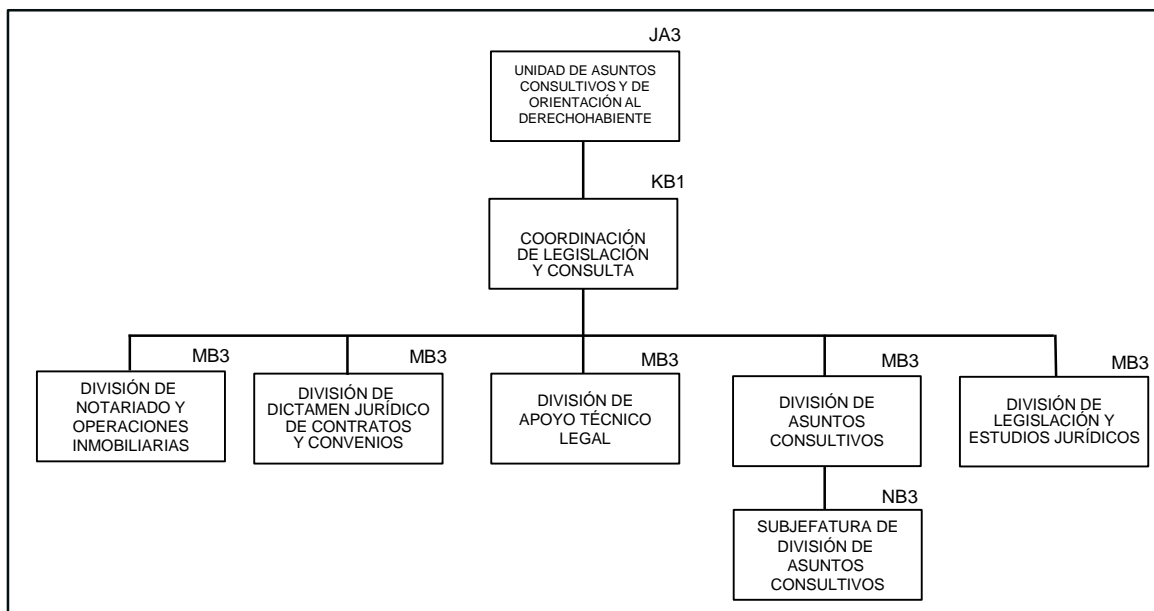 JA3
UNIDAD DE ASUNTOS
CONSULTIVOS Y DE
ORIENTACIÓN AL
DERECHOHABIENTE
KB1
COORDINACIÓN
DE LEGISLACIÓN
Y CONSULTA
MB3
DIVISIÓN DE
NOTARIADO Y
OPERACIONES
INMOBILIARIAS
MB3
DIVISIÓN DE
DICTAMEN JURÍDICO
DE CONTRATOS
Y CONVENIOS
MB3
DIVISIÓN DE
APOYO TÉCNICO
LEGAL
MB3
DIVISIÓN DE
ASUNTOS
CONSULTIVOS
MB3
DIVISIÓN DE
LEGISLACIÓN Y
ESTUDIOS JURÍDICOS
NB3
SUBJEFATURA DE
DIVISIÓN DE
ASUNTOS
CONSULTIVOS